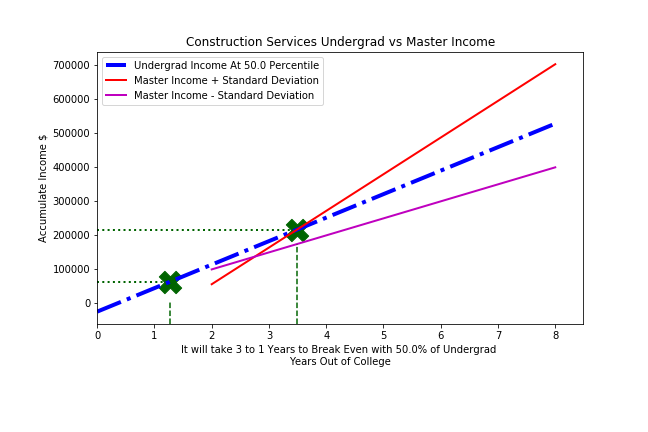 Construction Services Undergrad vs Master Income
Undergrad Income At 50.0 Percentile
Master Income + Standard Deviation
Master Income - Standard Deviation
Accumulate Income $
700000
600000
500000
400000
300000
200000
100000
0
0 1 2 3 4 5 6 7 8
It will take 3 to 1 Years to Break Even with 50.0% of Undergrad
Years Out of College